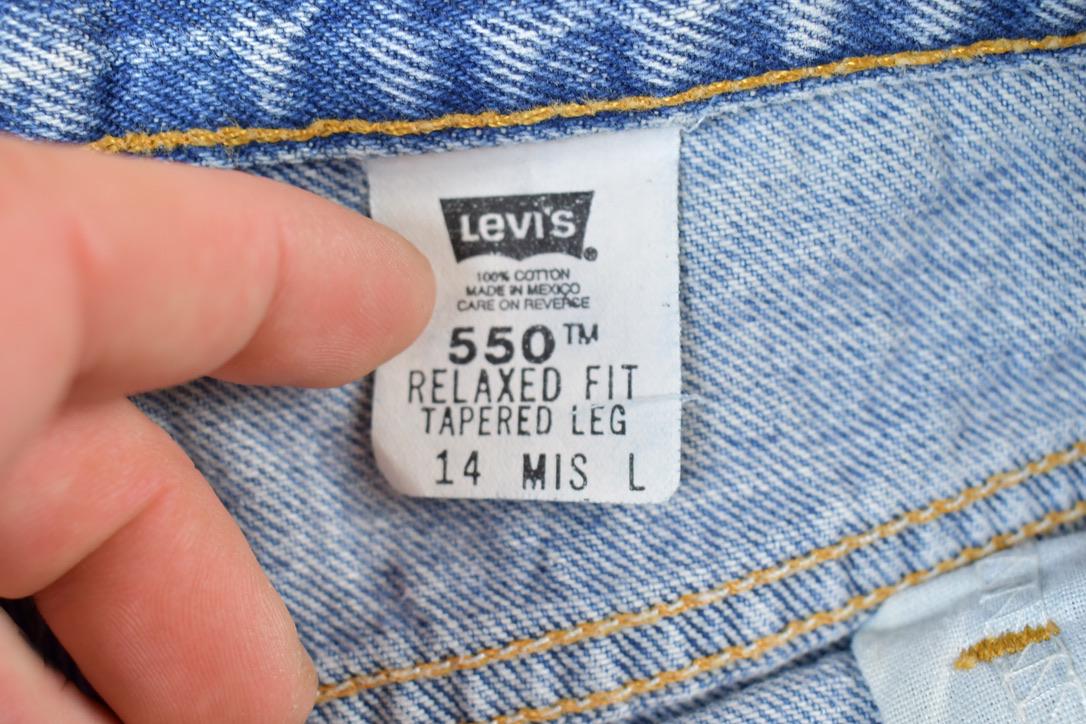 Levi's®
100% COTTON
MADE IN MEXICO
CARE ON REVERSE
550™
RELAXED FIT
TAPERED LEG
14 MIS L